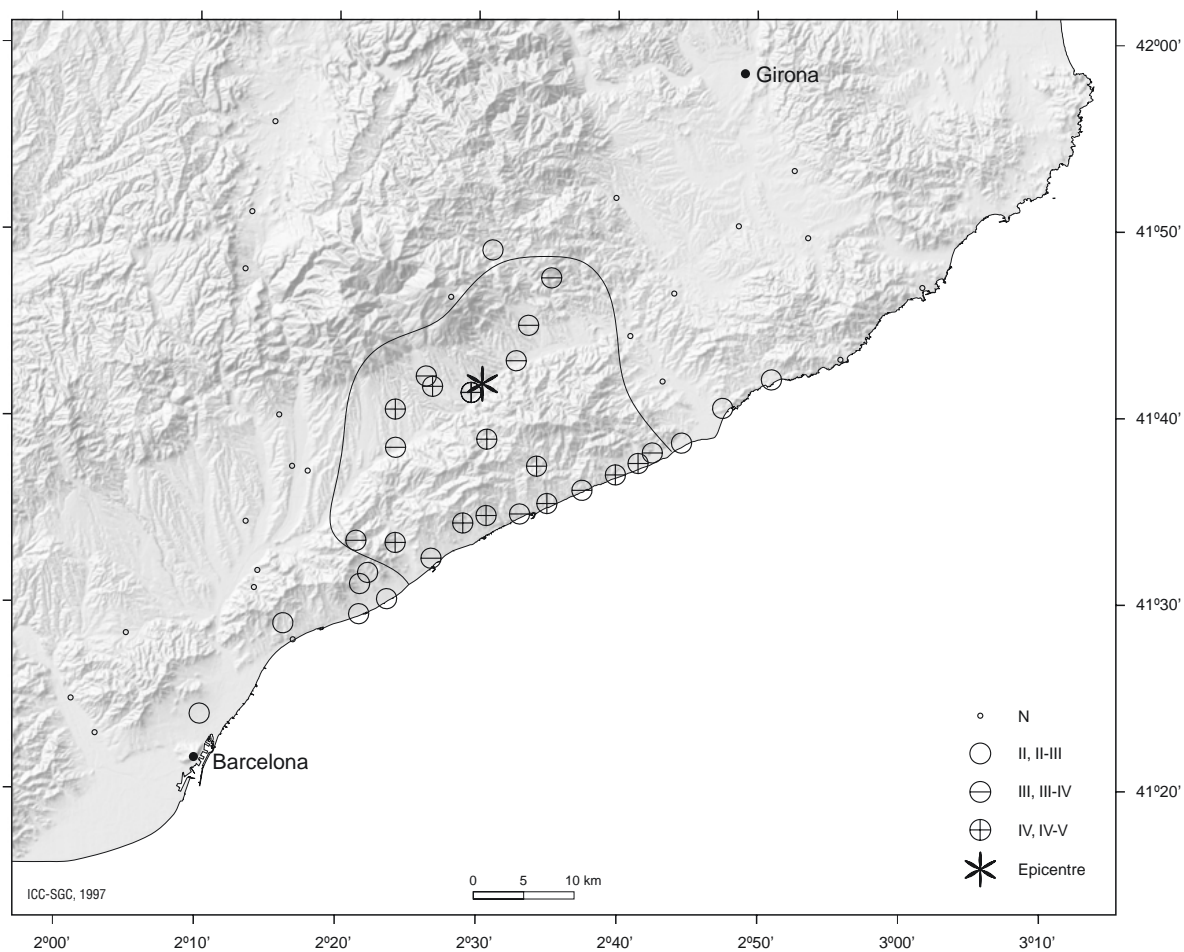 42º00'
Girona
41º50'
41º40'
41º30'
N
II, II-III
Barcelona
III, III-IV
41º20'
IV, IV-V
Epicentre
0 5 10 km
ICC-SGC, 1997
2º00' 2º10' 2º20' 2º30' 2º40' 2º50' 3º00' 3º10'